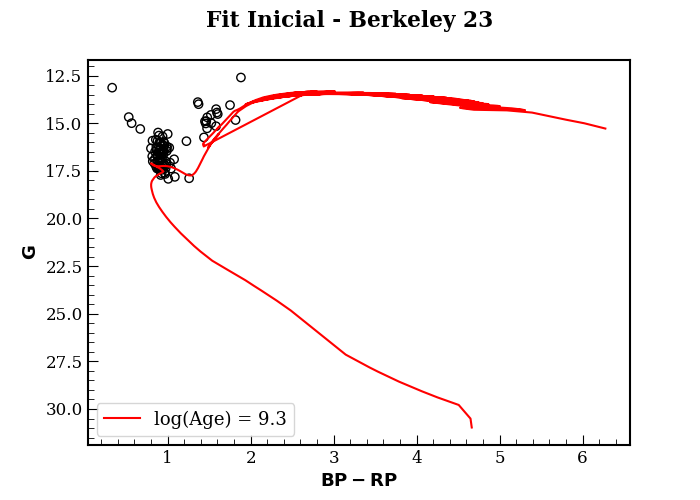 Fit Inicial - Berkeley 23
12.5
15.0
17.5
20.0
22.5
25.0
27.5
30.0
G
log(Age) = 9.3
1 2 3 4 5 6
BP − RP